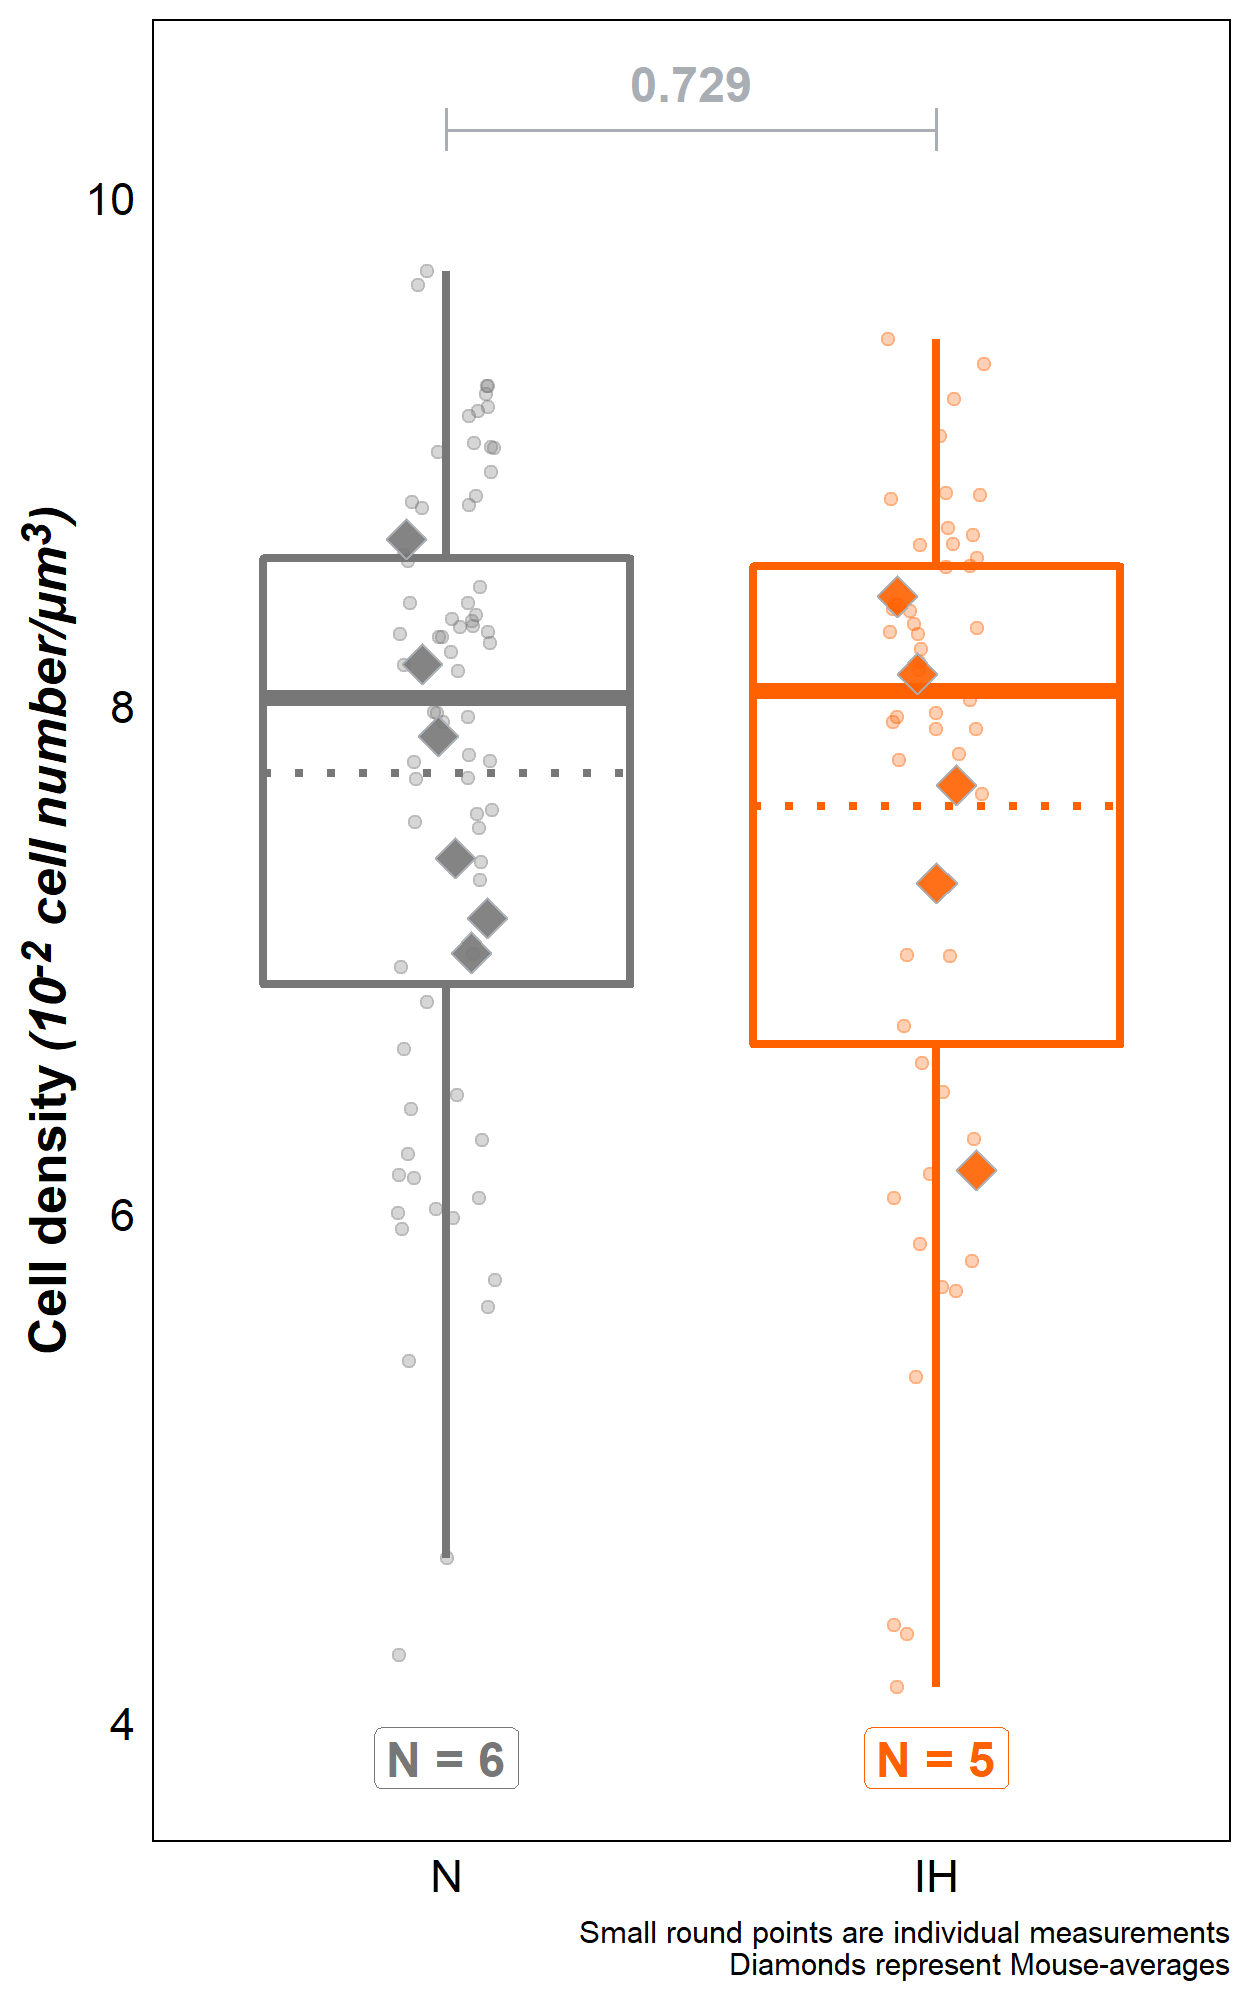 0.729
10
8
6
4
Cell density (10⁻² cell number/µm³)
N = 6
N = 5
N
IH
Small round points are individual measurements
Diamonds represent Mouse-averages